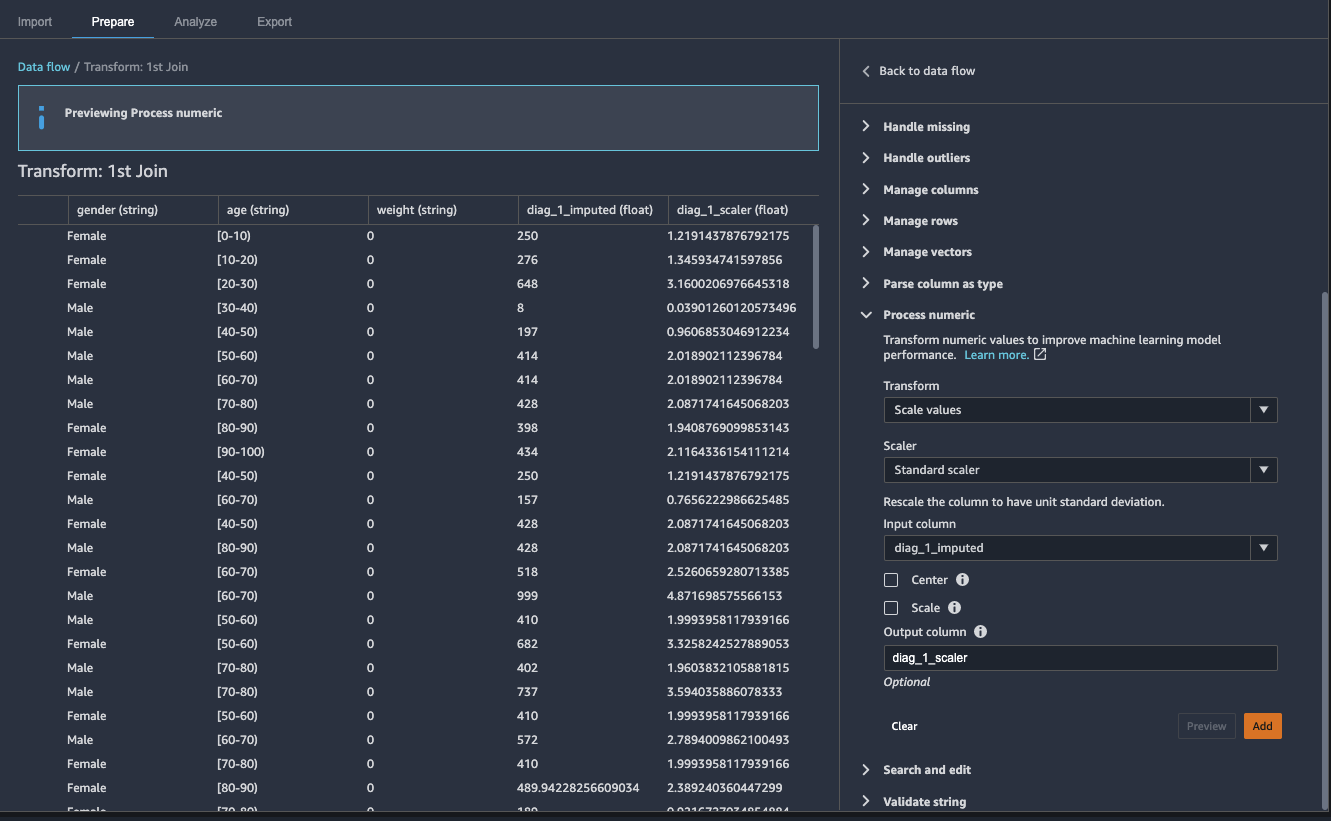 Import Prepare Analyze Export
Data flow / Transform: 1st Join
Previewing Process numeric
Transform: 1st Join
gender (string) age (string) weight (string) diag_1_imputed (float) diag_1_scaler (float)
Female [0-10) 0 250 1.2191437876792175
Female [10-20) 0 276 1.345934741597856
Female [20-30) 0 648 3.1600206976645318
Male [30-40) 0 8 0.03901260120573496
Male [40-50) 0 197 0.9606853046912234
Male [50-60) 0 414 2.018902112396784
Male [60-70) 0 414 2.018902112396784
Male [70-80) 0 428 2.0871741645068203
Female [80-90) 0 398 1.9408769099853143
Female [90-100) 0 434 2.1164336154111214
Female [40-50) 0 250 1.2191437876792175
Male [60-70) 0 157 0.7656222986625485
Female [40-50) 0 428 2.0871741645068203
Male [80-90) 0 428 2.0871741645068203
Female [60-70) 0 518 2.5260659280713385
Male [60-70) 0 999 4.871698575566153
Male [50-60) 0 410 1.9993958117939166
Female [50-60) 0 682 3.3258242527889053
Male [70-80) 0 402 1.9603832105881815
Male [70-80) 0 737 3.594035886078333
Female [50-60) 0 410 1.9993958117939166
Male [60-70) 0 572 2.7894009862100493
Female [70-80) 0 410 1.9993958117939166
Female [80-90) 0 489.94228256609034 2.389240360447299
Back to data flow
Handle missing
Handle outliers
Manage columns
Manage rows
Manage vectors
Parse column as type
Process numeric
Transform numeric values to improve machine learning model
performance. Learn more.
Transform
Scale values
Scaler
Standard scaler
Rescale the column to have unit standard deviation.
Input column
diag_1_imputed
Center
Scale
Output column
diag_1_scaler
Optional
Clear Preview Add
Search and edit
Validate string